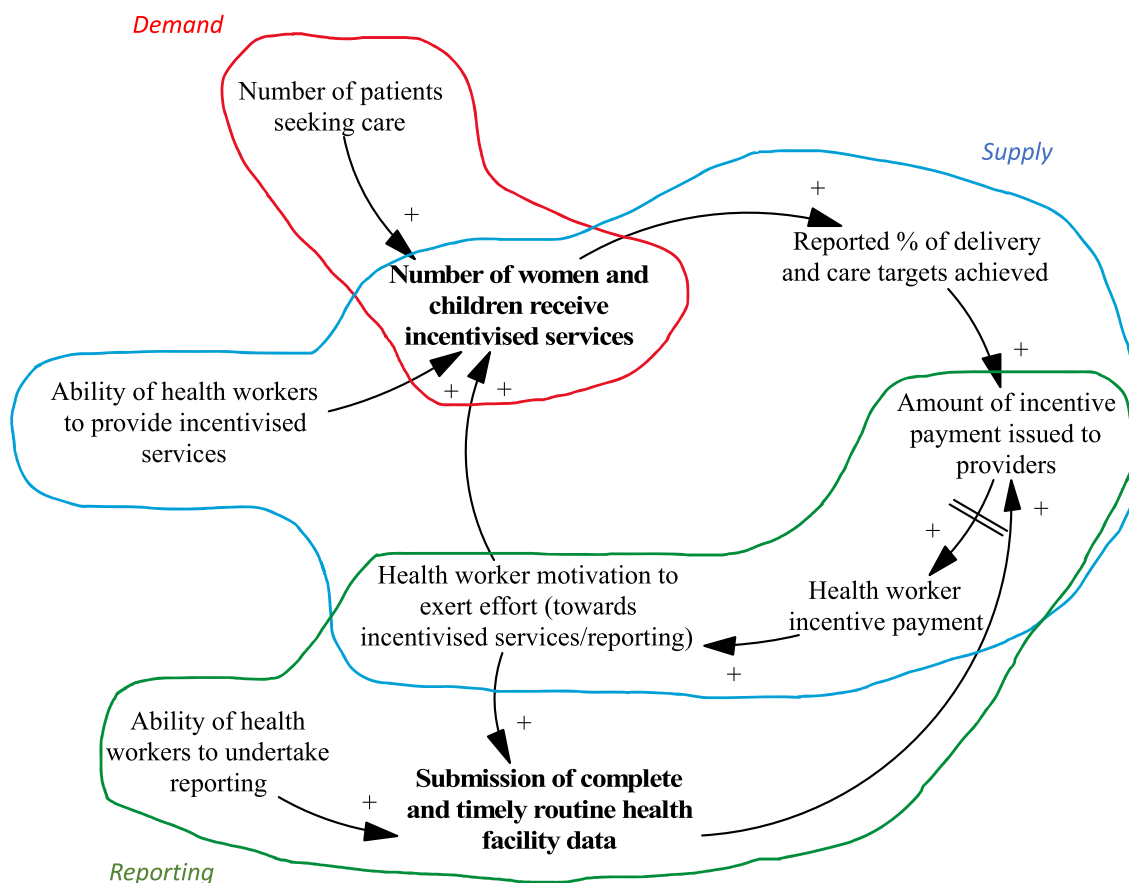 Demand
Number of patients
seeking care
+
Supply
+
Reported % of delivery
and care targets achieved
Number of women and
children receive
incentivised services
+
Ability of health workers
to provide incentivised
services
+
+
Amount of incentive
payment issued to
providers
+
+
Health worker motivation to
exert effort (towards
incentivised services/reporting)
Health worker
incentive payment
+
Ability of health
workers to undertake
reporting
+
+
Submission of complete
and timely routine health
facility data
Reporting